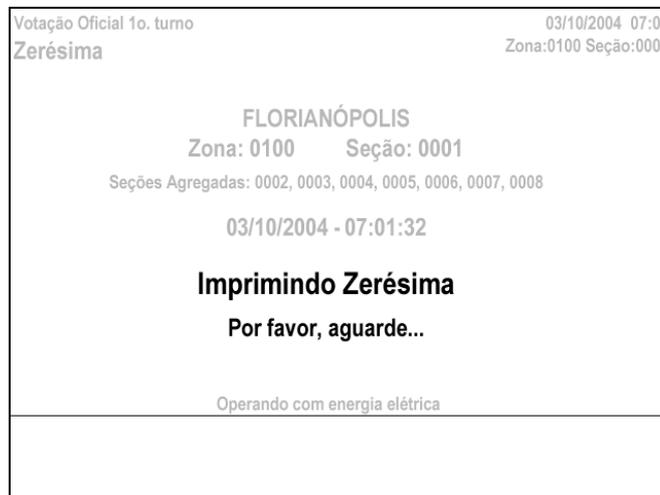 Votação Oficial 1o. turno
03/10/2004 07:0
Zerésima
Zona:0100 Seção:000
FLORIANÓPOLIS
Zona: 0100 Seção: 0001
Seções Agregadas: 0002, 0003, 0004, 0005, 0006, 0007, 0008
03/10/2004 - 07:01:32
Imprimindo Zerésima
Por favor, aguarde...
Operando com energia elétrica